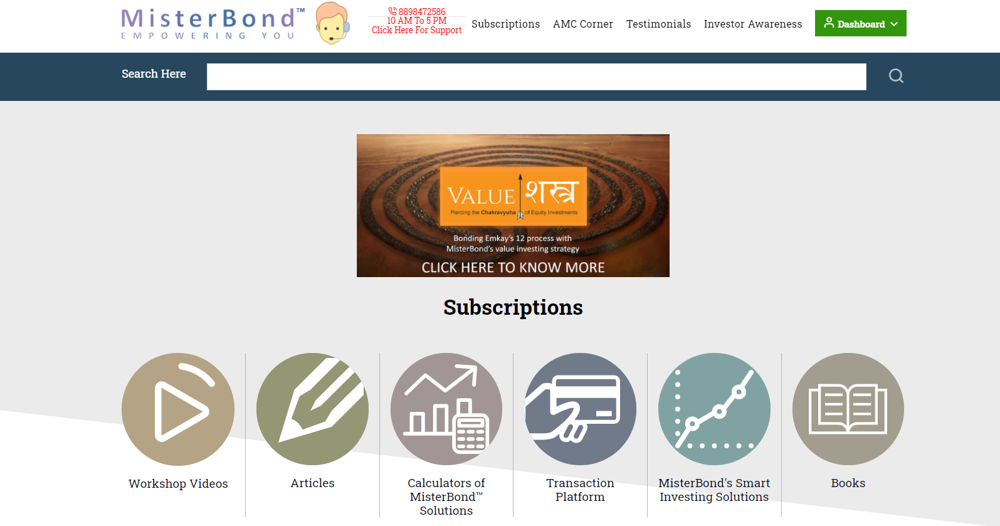 MisterBond™
EMPOWERING YOU
8898472586
10 AM To 5 PM
Click Here For Support
Subscriptions
AMC Corner
Testimonials
Investor Awareness
Dashboard
Search Here
VALUE शस्त्र
Piercing the Chakravyuha of Equity Investments
Bonding Emkay's 12 process with
MisterBond's value investing strategy
CLICK HERE TO KNOW MORE
Subscriptions
Workshop Videos
Articles
Calculators of
MisterBond™
Solutions
Transaction
Platform
MisterBond's Smart
Investing Solutions
Books